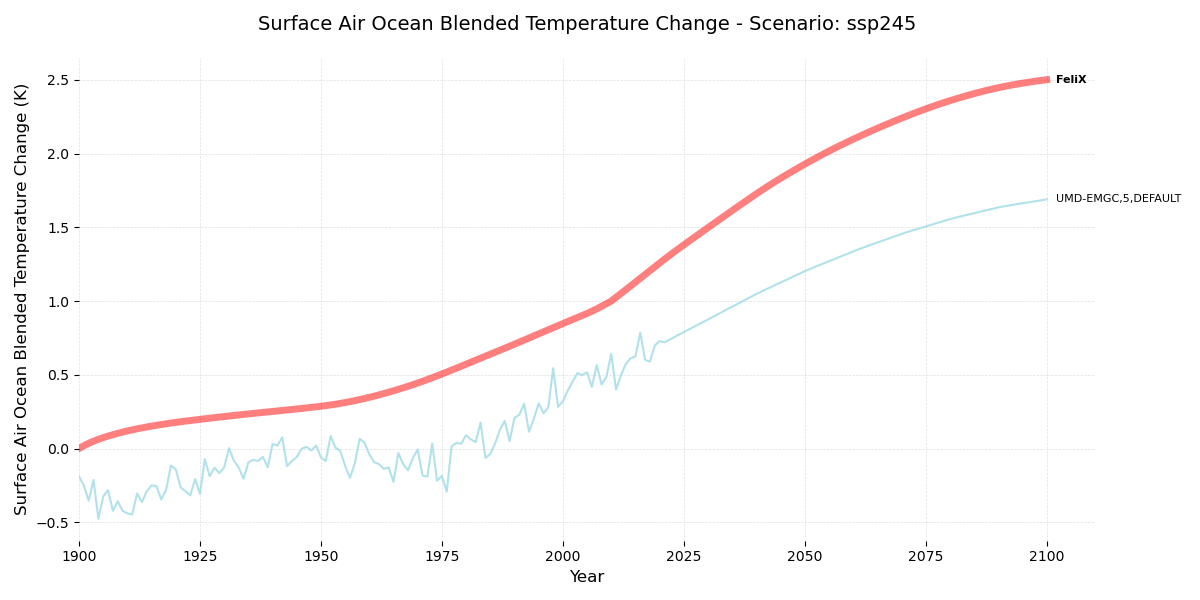 Surface Air Ocean Blended Temperature Change - Scenario: ssp245
Surface Air Ocean Blended Temperature Change (K)
2.5
2.0
1.5
1.0
0.5
0.0
−0.5
FeliX
UMD-EMGC,5,DEFAULT
1900 1925 1950 1975 2000 2025 2050 2075 2100
Year